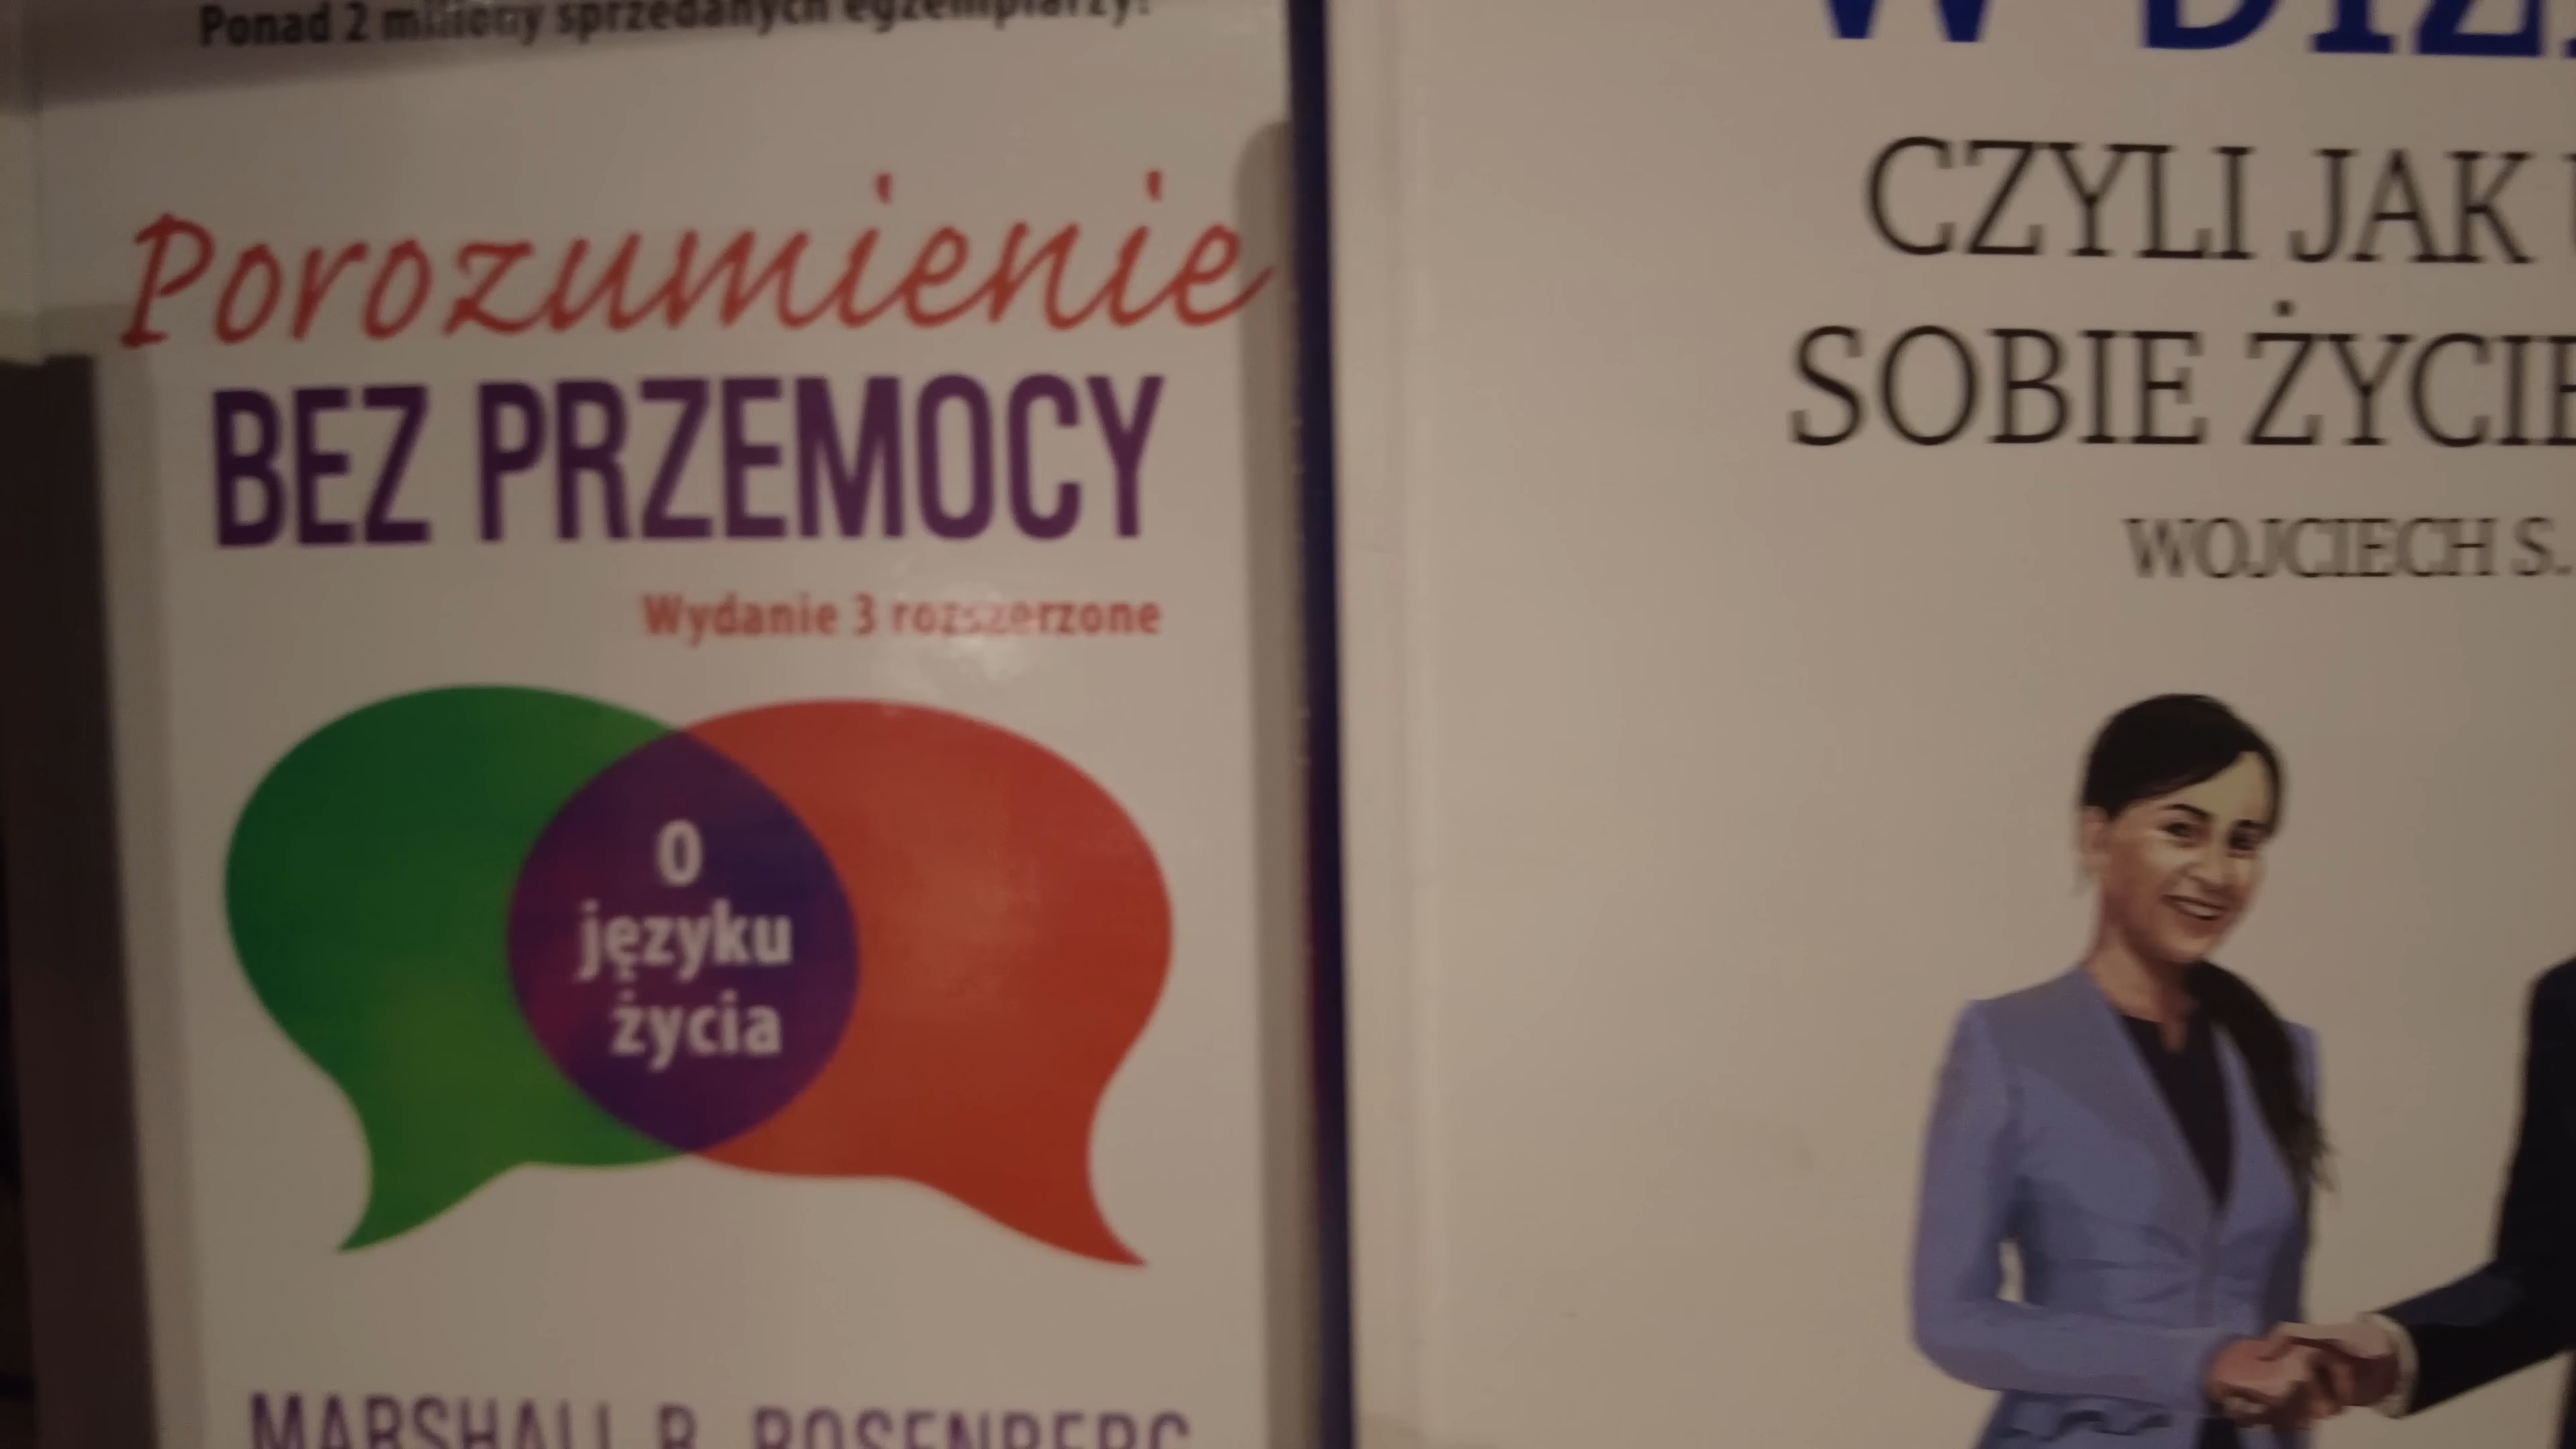 Ponad 2 miliony sprzedanych egzemplarzy!
Porozumienie
BEZ PRZEMOCY
Wydanie 3 rozszerzone
O
języku
życia
MARSHALL B. ROSENBERG
W BIZ
CZYLI JAK
SOBIE ŻYCIE
WOJCIECH S.